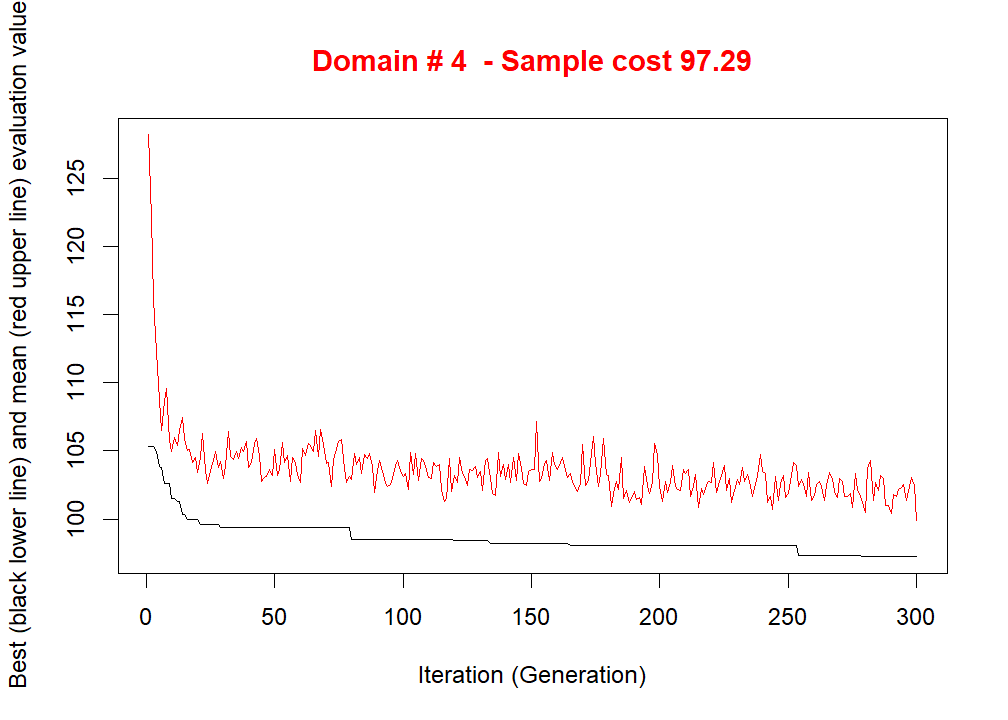 Domain # 4  - Sample cost 97.29
Best (black lower line) and mean (red upper line) evaluation value
125
120
115
110
105
100
0 50 100 150 200 250 300
Iteration (Generation)